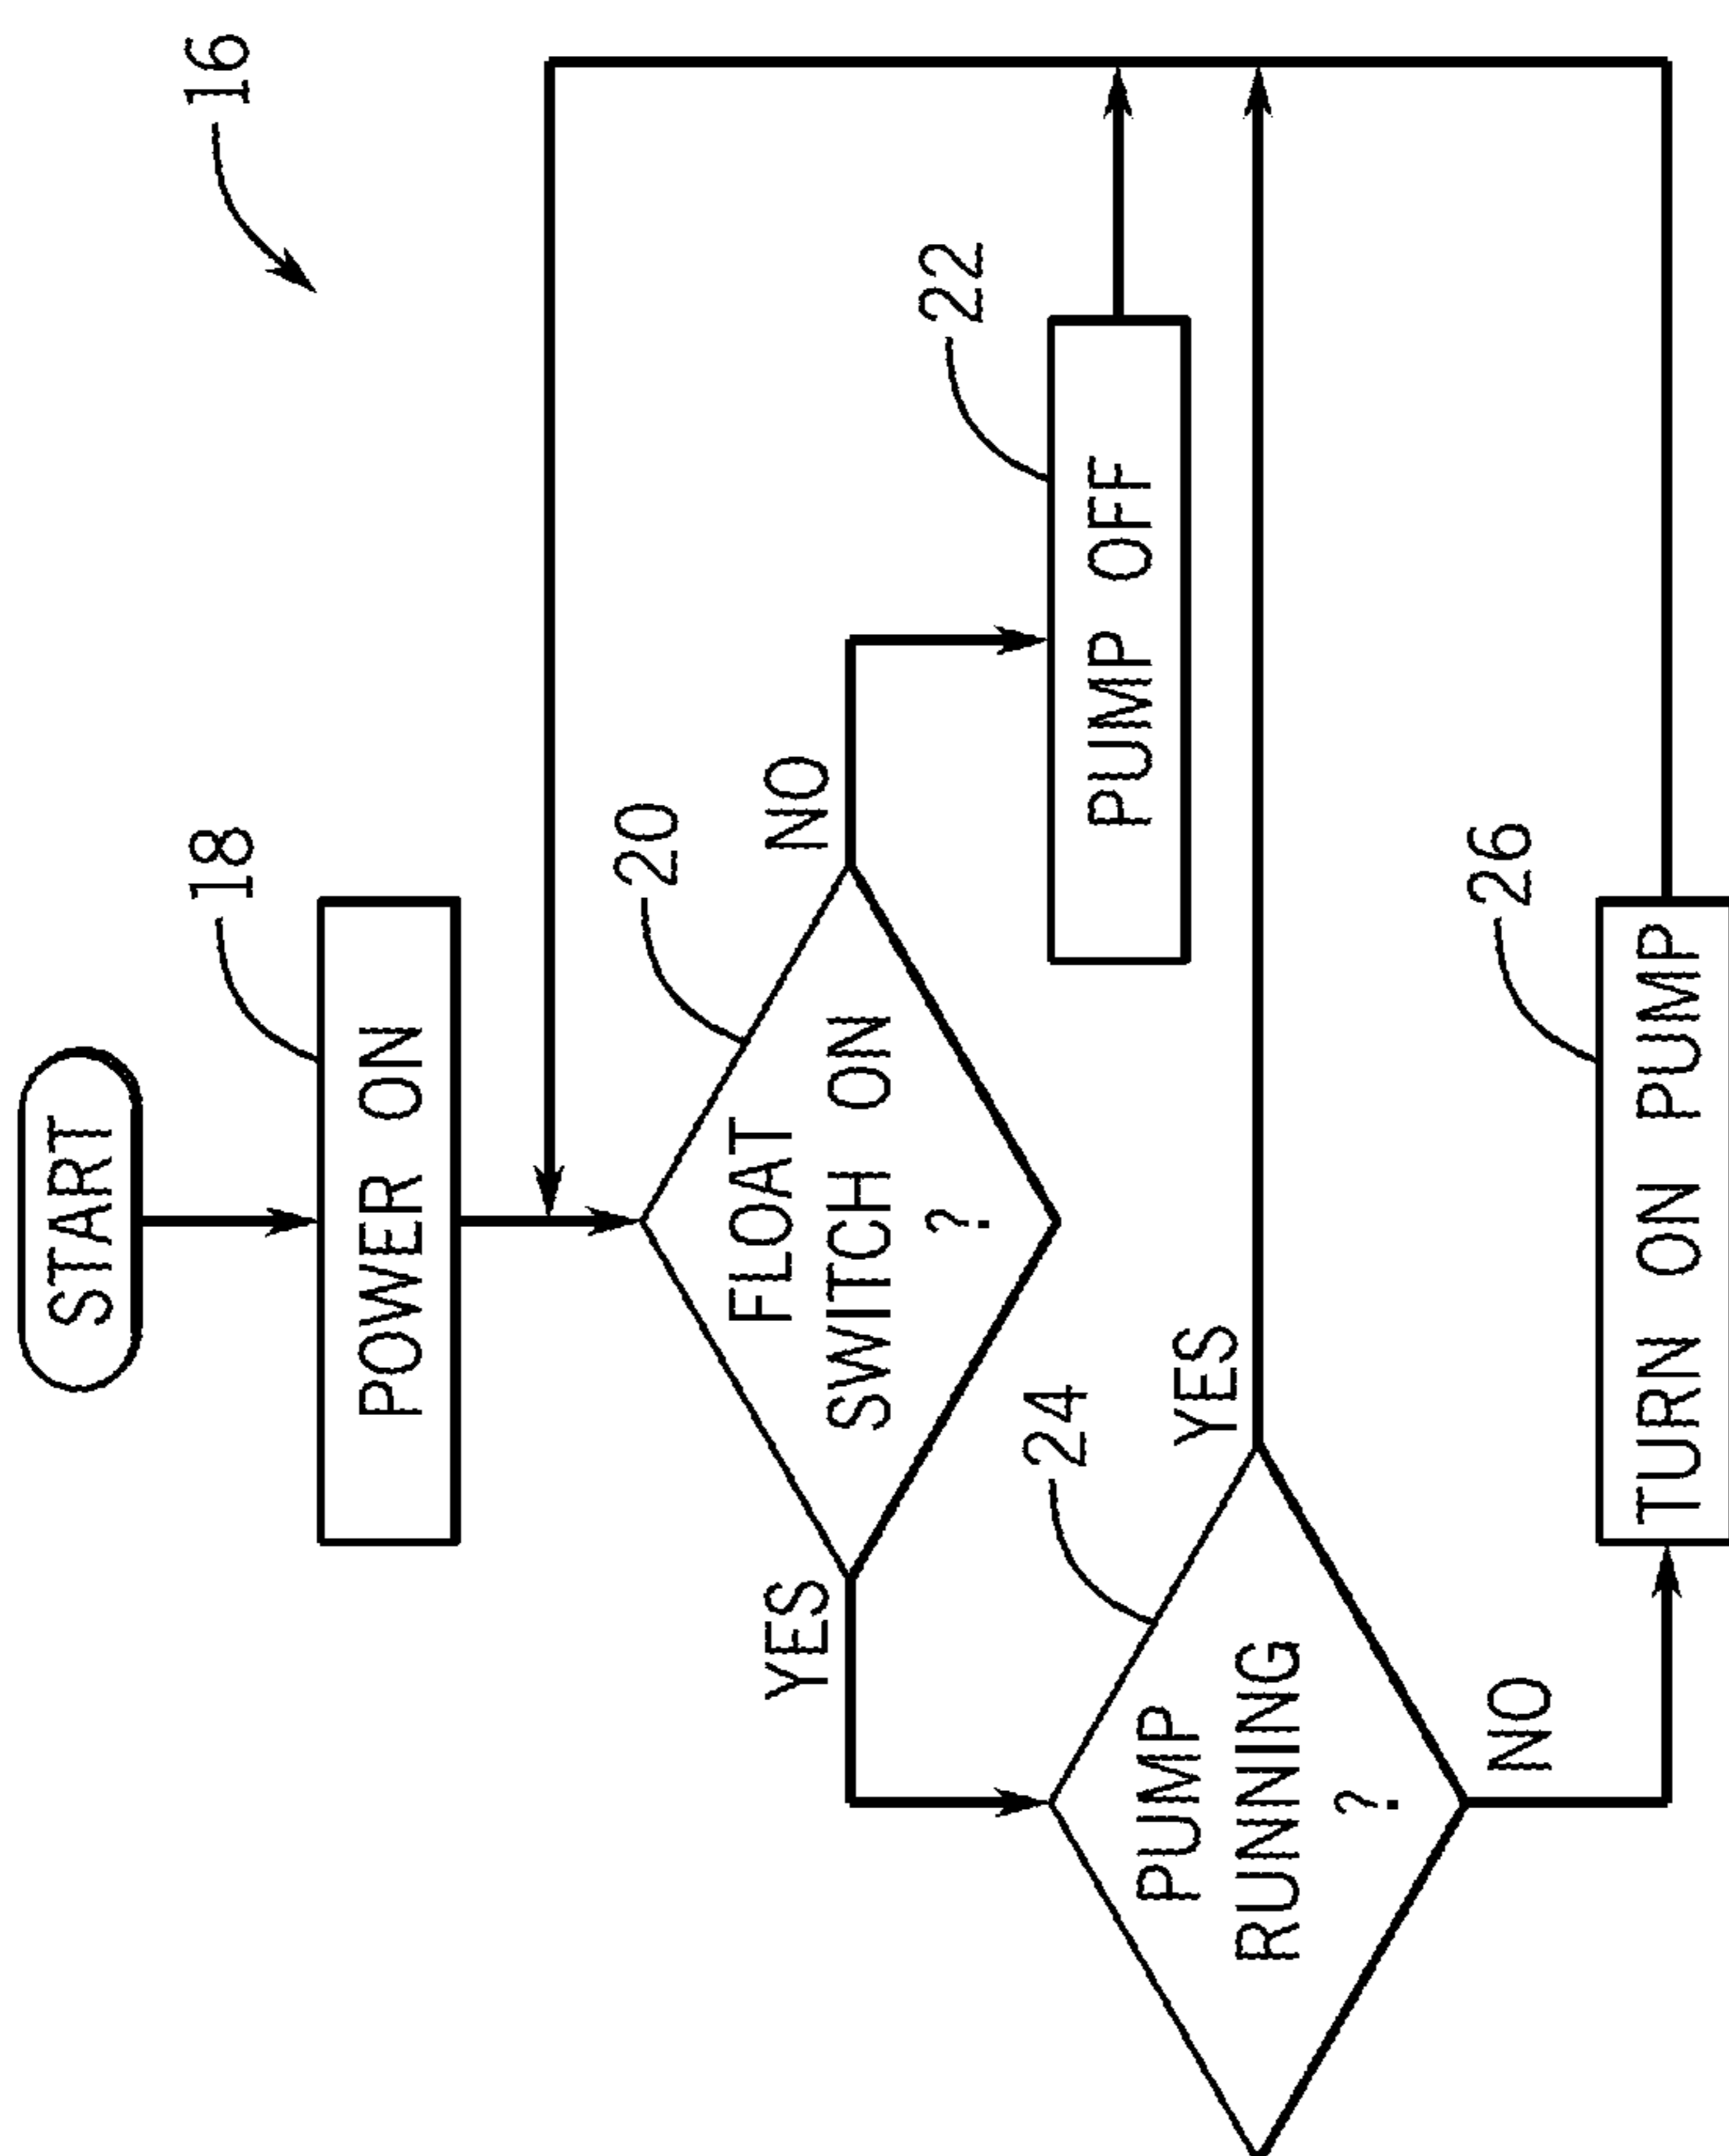 16
START
18
POWER ON
20
FLOAT
SWITCH ON
?
YES
NO
22
PUMP OFF
24
PUMP
RUNNING
?
YES
NO
26
TURN ON PUMP